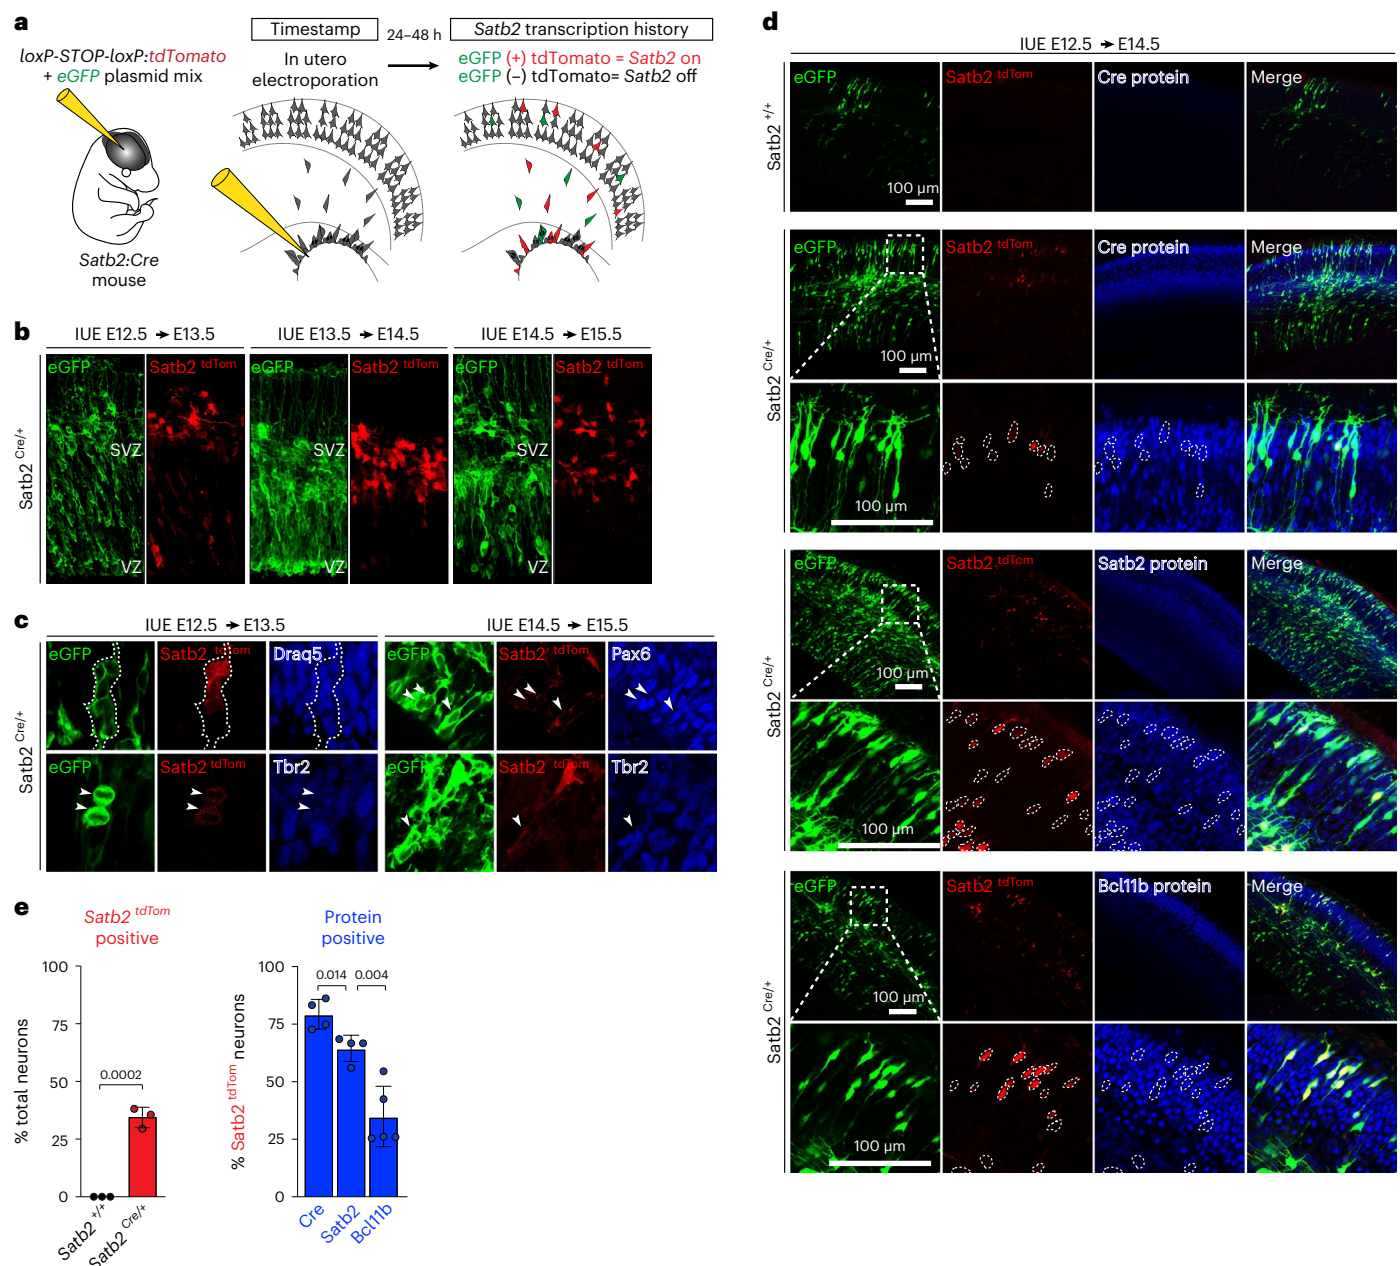 a
loxP-STOP-loxP:tdTomato
+ eGFP plasmid mix
Satb2:Cre
mouse
Timestamp
In utero
electroporation
24–48 h
Satb2 transcription history
eGFP (+) tdTomato = Satb2 on
eGFP (−) tdTomato= Satb2 off
b
IUE E12.5 → E13.5
IUE E13.5 → E14.5
IUE E14.5 → E15.5
Satb2 Cre/+
eGFP
Satb2 tdTom
eGFP
Satb2 tdTom
eGFP
Satb2 tdTom
SVZ
SVZ
SVZ
VZ
VZ
VZ
c
IUE E12.5 → E13.5
IUE E14.5 → E15.5
Satb2 Cre/+
eGFP
Satb2 tdTom
Draq5
eGFP
Satb2 tdTom
Pax6
eGFP
Satb2 tdTom
Tbr2
eGFP
Satb2 tdTom
Tbr2
d
IUE E12.5 → E14.5
Satb2 +/+
eGFP
Satb2 tdTom
Cre protein
Merge
100 µm
Satb2 Cre/+
eGFP
Satb2 tdTom
Cre protein
Merge
100 µm
100 µm
Satb2 Cre/+
eGFP
Satb2 tdTom
Satb2 protein
Merge
100 µm
100 µm
Satb2 Cre/+
eGFP
Satb2 tdTom
Bcl11b protein
Merge
100 µm
100 µm
e
Satb2 tdTom
positive
% total neurons
100
75
50
25
0
0.0002
Satb2 +/+
Satb2 Cre/+
Protein
positive
% Satb2 tdTom neurons
100
75
50
25
0
0.014
0.004
Cre
Satb2
Bcl11b